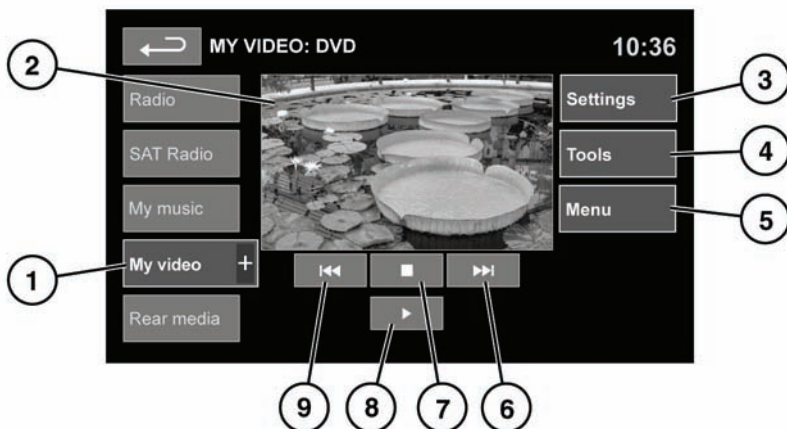 MY VIDEO: DVD 10:36
2
Radio
Settings
3
SAT Radio
Tools
4
My music
Menu
5
1
My video +
Rear media
9 8 7 6